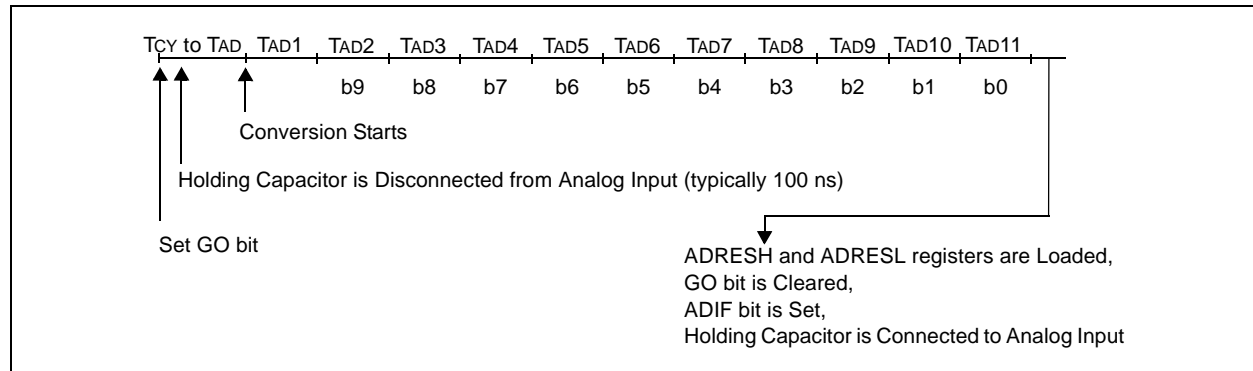 TCY to TAD TAD1 TAD2 TAD3 TAD4 TAD5 TAD6 TAD7 TAD8 TAD9 TAD10 TAD11
b9 b8 b7 b6 b5 b4 b3 b2 b1 b0
Conversion Starts
Holding Capacitor is Disconnected from Analog Input (typically 100 ns)
Set GO bit
ADRESH and ADRESL registers are Loaded,
GO bit is Cleared,
ADIF bit is Set,
Holding Capacitor is Connected to Analog Input